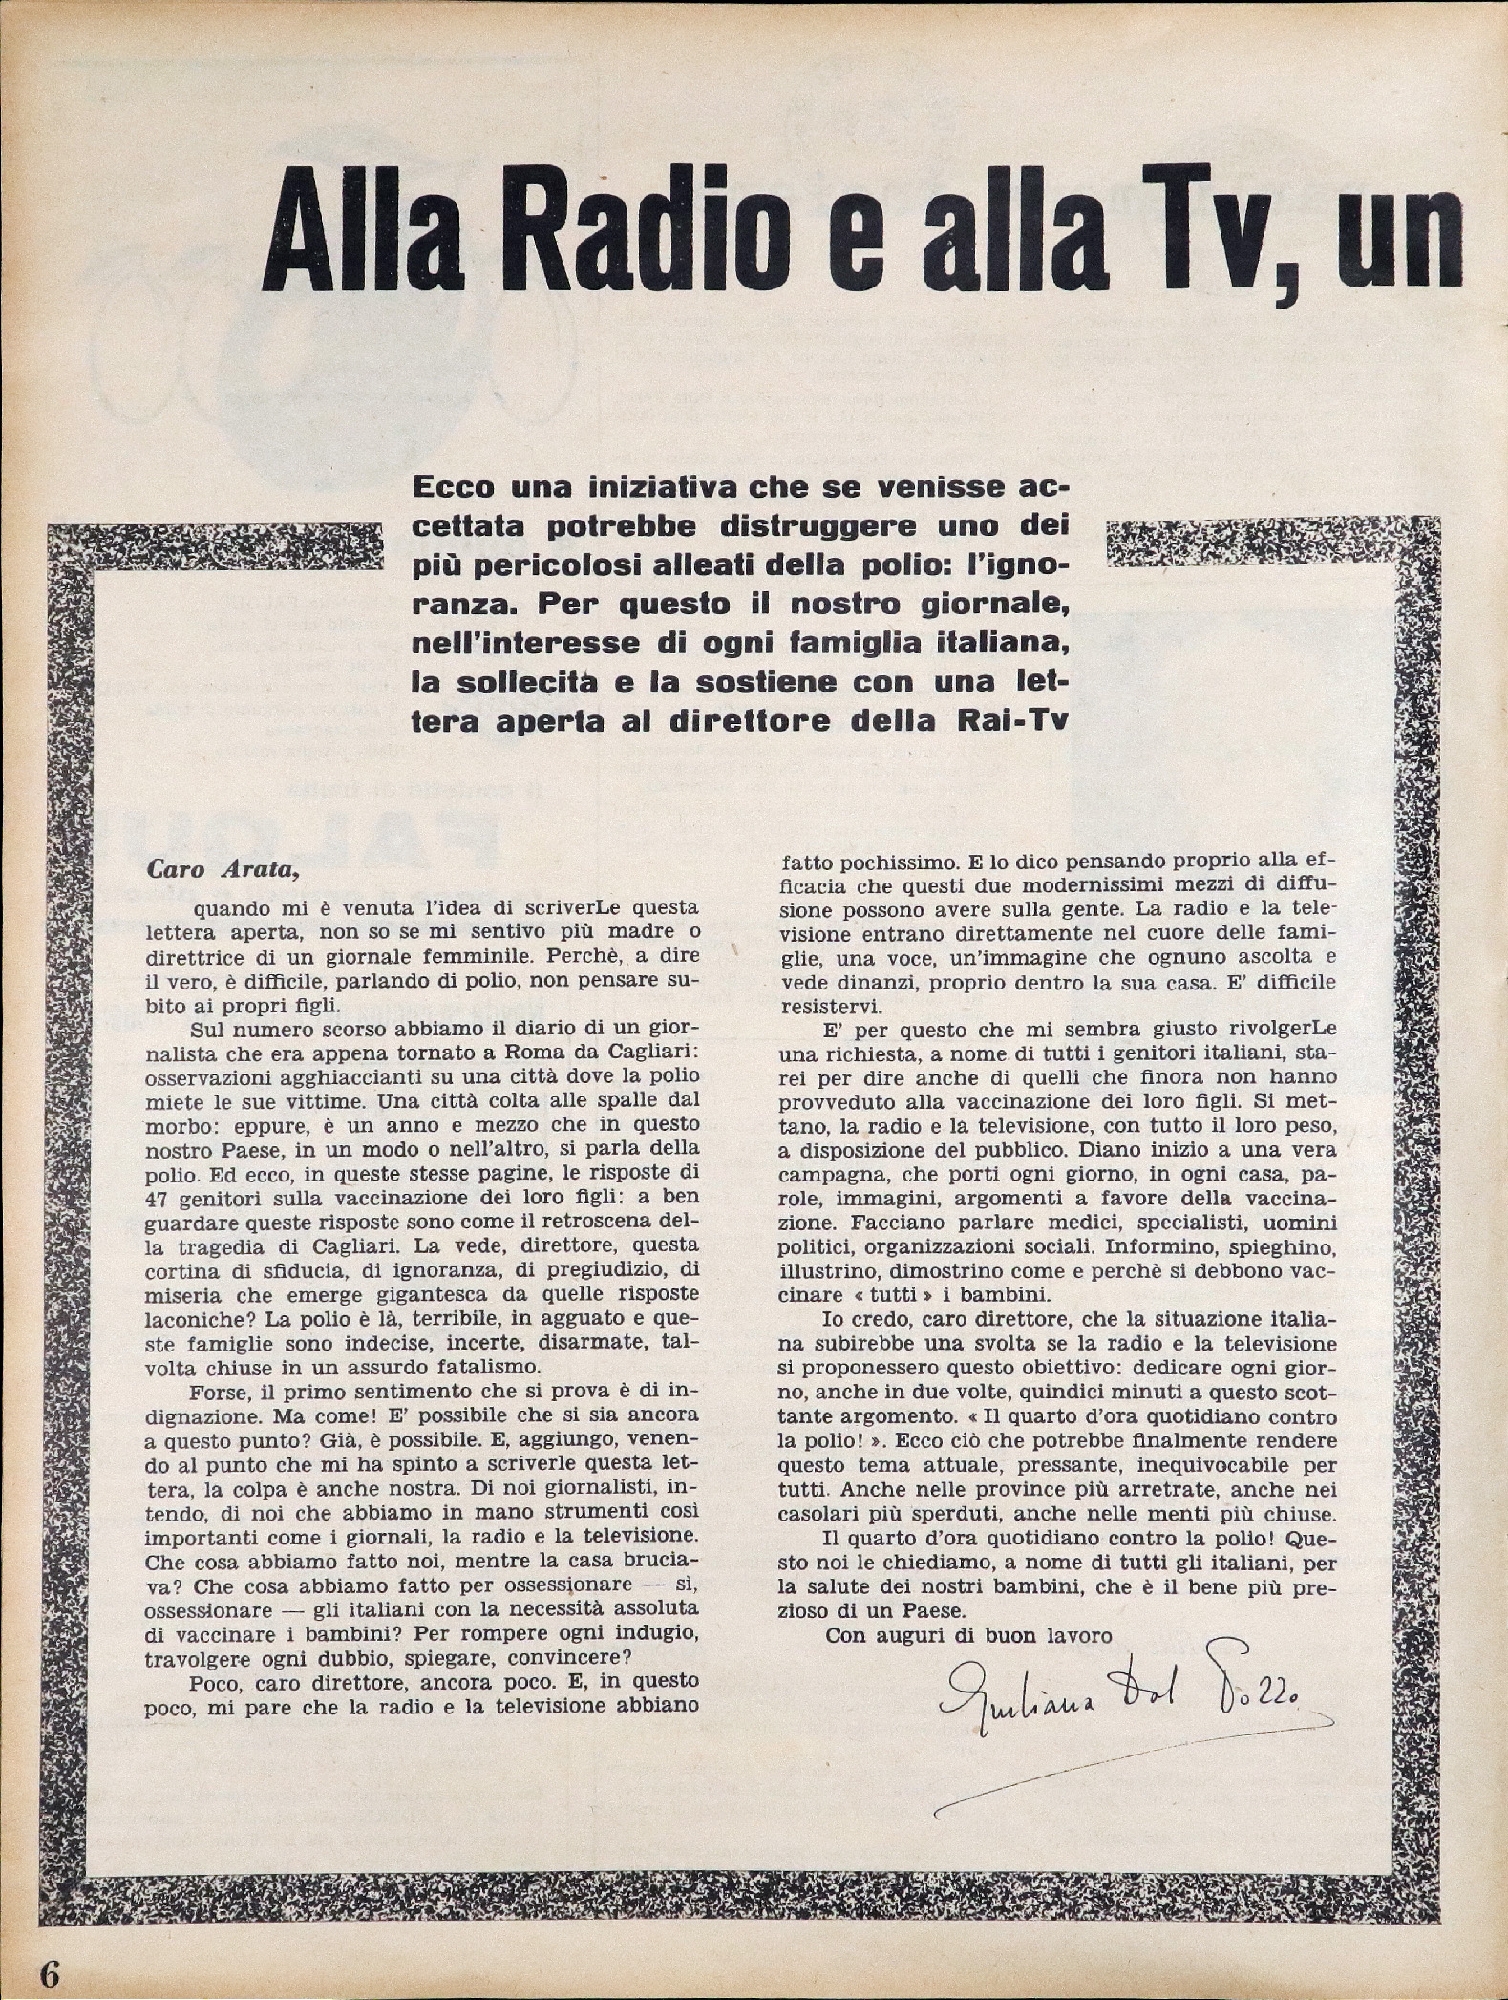 Alla Radio e alla Tv, un
Ecco una iniziativa che se venisse ac-
cettata potrebbe distruggere uno dei
più pericolosi alleati della polio: l'igno-
ranza. Per questo il nostro giornale,
nell'interesse di ogni famiglia italiana,
la sollecita e la sostiene con una let-
tera aperta al direttore della Rai-Tv
Caro Arata,
quando mi è venuta l'idea di scriverLe questa
lettera aperta, non so se mi sentivo più madre o
direttrice di un giornale femminile. Perchè, a dire
il vero, è difficile, parlando di polio, non pensare su-
bito ai propri figli.
Sul numero scorso abbiamo il diario di un gior-
nalista che era appena tornato a Roma da Cagliari:
osservazioni agghiaccianti su una città dove la polio
miete le sue vittime. Una città colta alle spalle dal
morbo: eppure, è un anno e mezzo che in questo
nostro Paese, in un modo o nell'altro, si parla della
polio. Ed ecco, in queste stesse pagine, le risposte di
47 genitori sulla vaccinazione dei loro figli: a ben
guardare queste risposte sono come il retroscena del-
la tragedia di Cagliari. La vede, direttore, questa
cortina di sfiducia, di ignoranza, di pregiudizio, di
miseria che emerge gigantesca da quelle risposte
laconiche? La polio è là, terribile, in agguato e que-
ste famiglie sono indecise, incerte, disarmate, tal-
volta chiuse in un assurdo fatalismo.
Forse, il primo sentimento che si prova è di in-
dignazione. Ma come! E' possibile che si sia ancora
a questo punto? Già, è possibile. E, aggiungo, venen-
do al punto che mi ha spinto a scriverle questa let-
tera, la colpa è anche nostra. Di noi giornalisti, in-
tendo, di noi che abbiamo in mano strumenti così
importanti come i giornali, la radio e la televisione.
Che cosa abbiamo fatto noi, mentre la casa brucia-
va? Che cosa abbiamo fatto per ossessionare — sì,
ossessionare — gli italiani con la necessità assoluta
di vaccinare i bambini? Per rompere ogni indugio,
travolgere ogni dubbio, spiegare, convincere?
Poco, caro direttore, ancora poco. E, in questo
poco, mi pare che la radio e la televisione abbiano
fatto pochissimo. E lo dico pensando proprio alla ef-
ficacia che questi due modernissimi mezzi di diffu-
sione possono avere sulla gente. La radio e la tele-
visione entrano direttamente nel cuore delle fami-
glie, una voce, un'immagine che ognuno ascolta e
vede dinanzi, proprio dentro la sua casa. E' difficile
resistervi.
E' per questo che mi sembra giusto rivolgerLe
una richiesta, a nome di tutti i genitori italiani, sta-
rei per dire anche di quelli che finora non hanno
provveduto alla vaccinazione dei loro figli. Si met-
tano, la radio e la televisione, con tutto il loro peso,
a disposizione del pubblico. Diano inizio a una vera
campagna, che porti ogni giorno, in ogni casa, pa-
role, immagini, argomenti a favore della vaccina-
zione. Facciano parlare medici, specialisti, uomini
politici, organizzazioni sociali. Informino, spieghino,
illustrino, dimostrino come e perchè si debbono vac-
cinare « tutti » i bambini.
Io credo, caro direttore, che la situazione italia-
na subirebbe una svolta se la radio e la televisione
si proponessero questo obiettivo: dedicare ogni gior-
no, anche in due volte, quindici minuti a questo scot-
tante argomento. « Il quarto d'ora quotidiano contro
la polio! ». Ecco ciò che potrebbe finalmente rendere
questo tema attuale, pressante, inequivocabile per
tutti. Anche nelle province più arretrate, anche nei
casolari più sperduti, anche nelle menti più chiuse.
Il quarto d'ora quotidiano contro la polio! Que-
sto noi le chiediamo, a nome di tutti gli italiani, per
la salute dei nostri bambini, che è il bene più pre-
zioso di un Paese.
Con auguri di buon lavoro
Giuliana Dal Pozzo
6